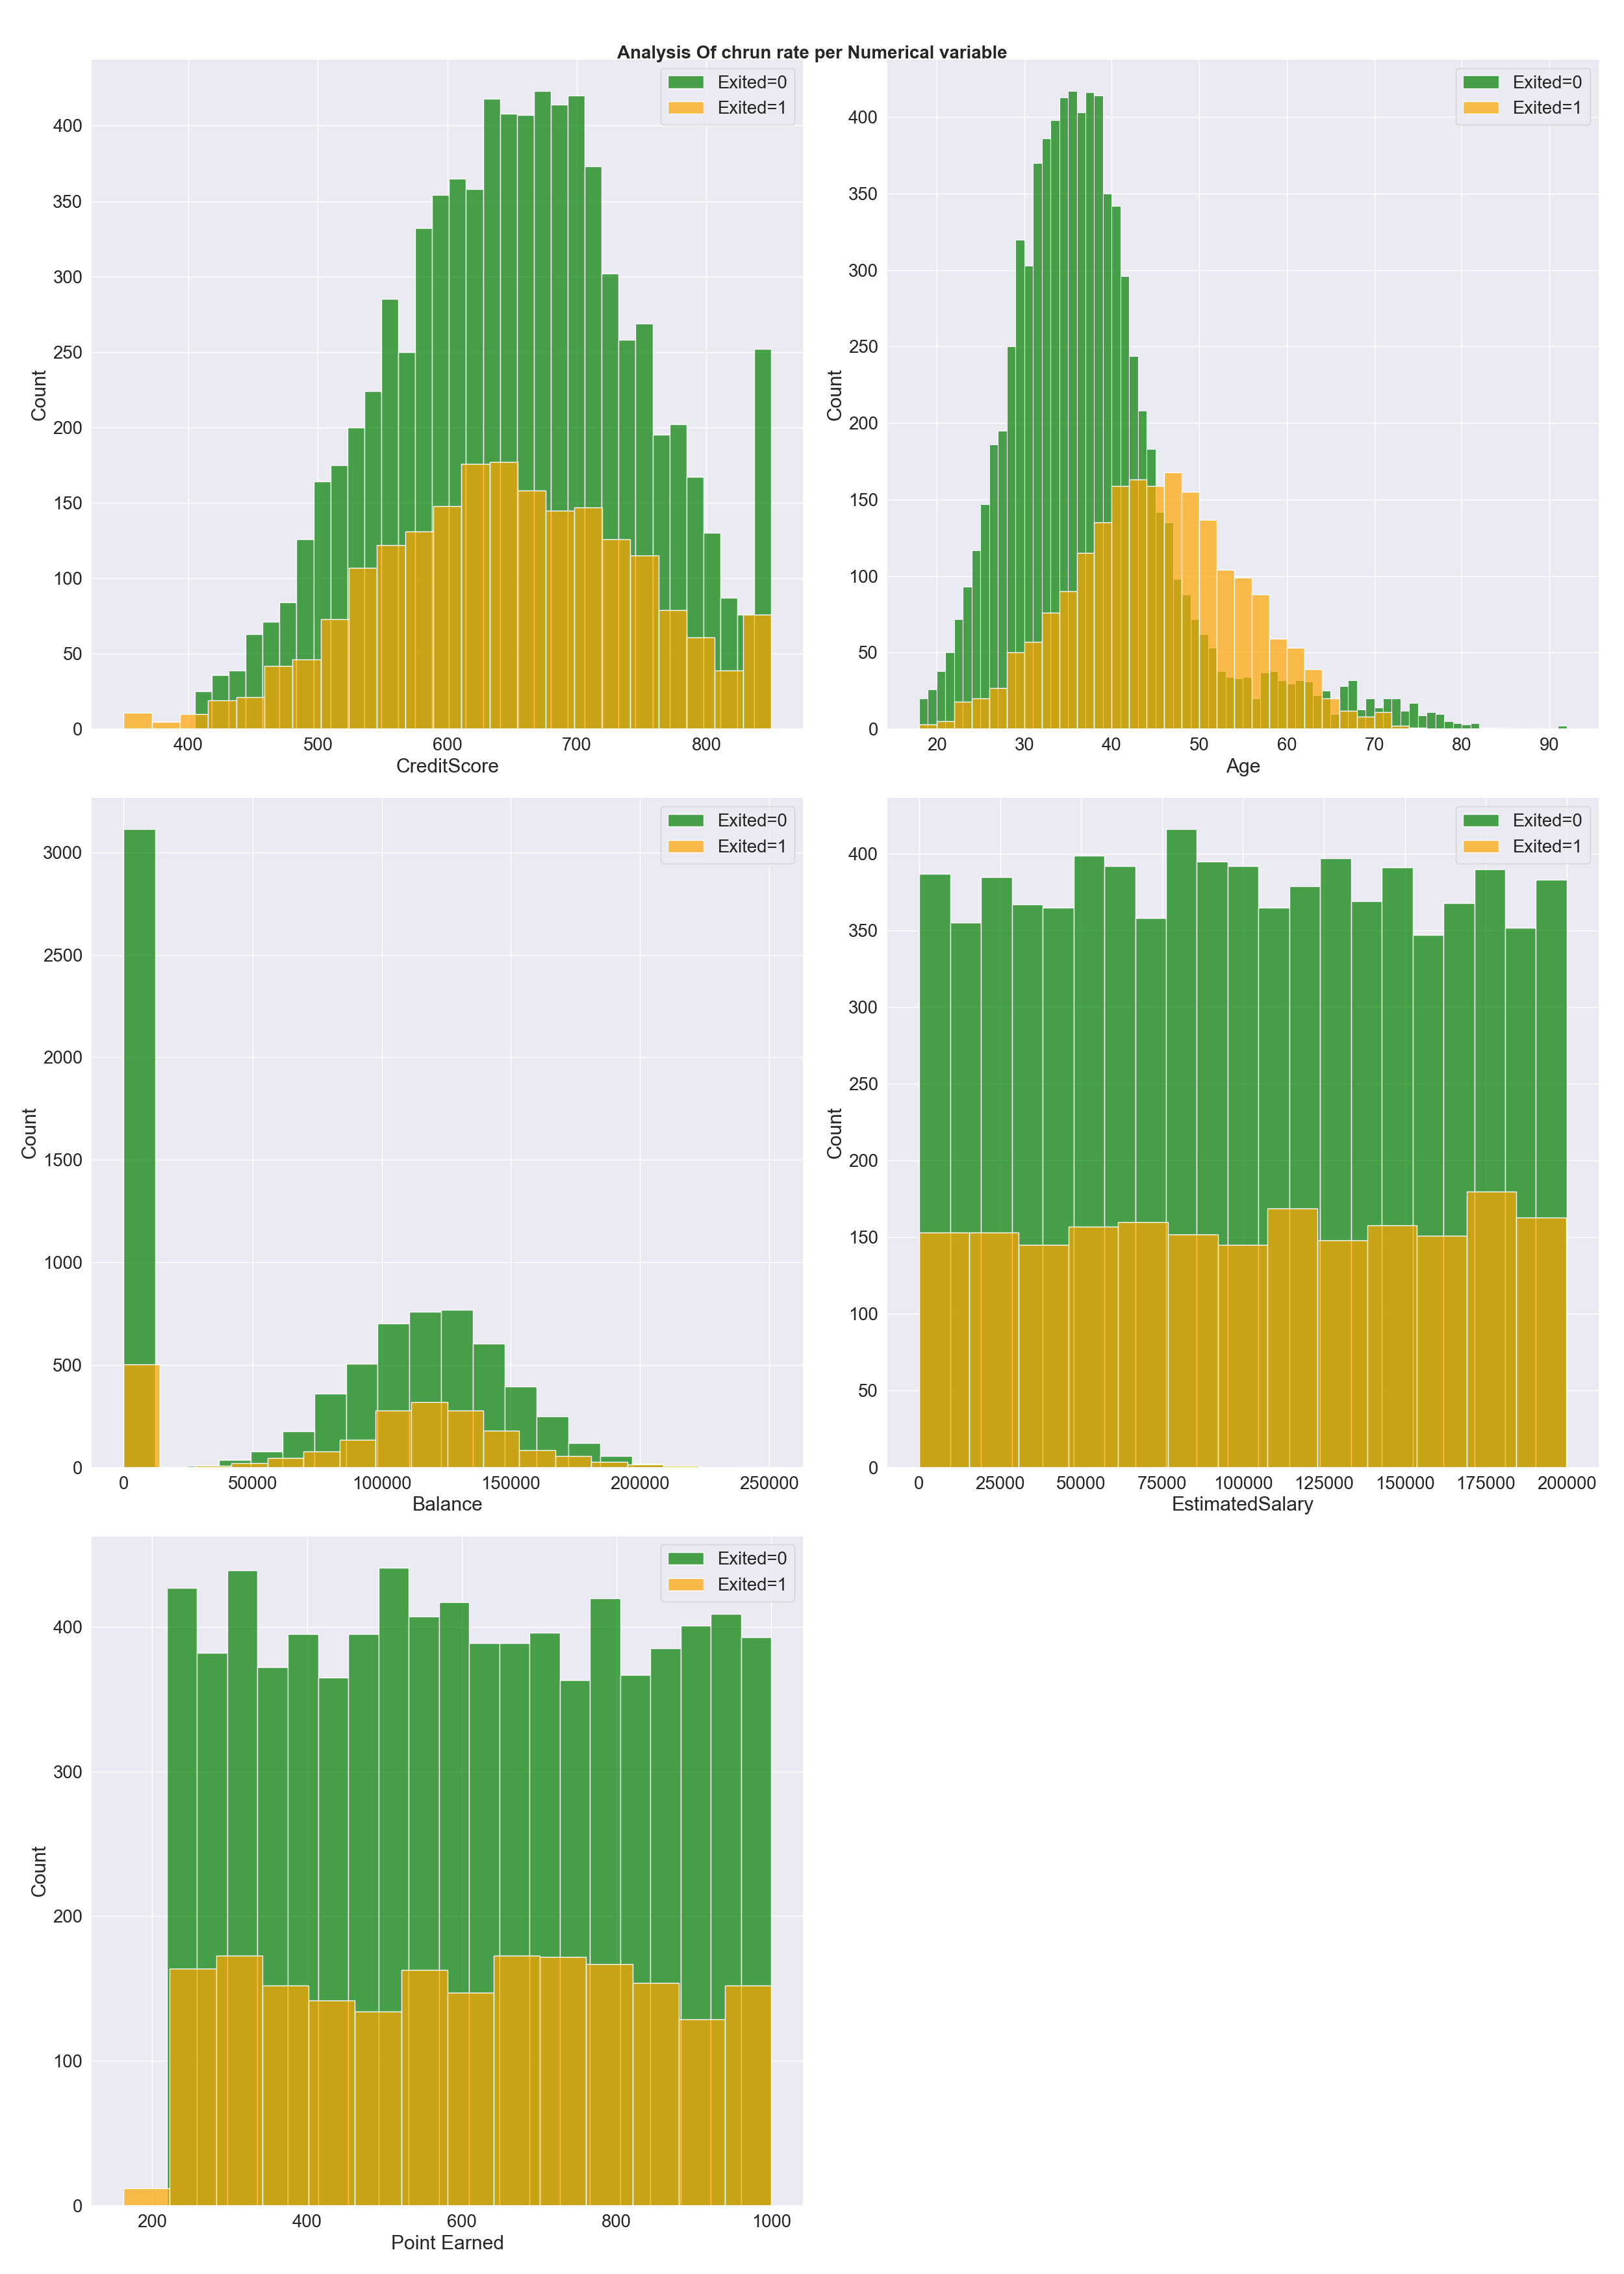 Analysis Of chrun rate per Numerical variable
Exited=0
Exited=1
400
350
300
250
200
150
100
50
0
Count
400 500 600 700 800
CreditScore
Exited=0
Exited=1
400
350
300
250
200
150
100
50
0
Count
20 30 40 50 60 70 80 90
Age
Exited=0
Exited=1
3000
2500
2000
1500
1000
500
0
Count
0 50000 100000 150000 200000 250000
Balance
Exited=0
Exited=1
400
350
300
250
200
150
100
50
0
Count
0 25000 50000 75000 100000 125000 150000 175000 200000
EstimatedSalary
Exited=0
Exited=1
400
300
200
100
0
Count
200 400 600 800 1000
Point Earned